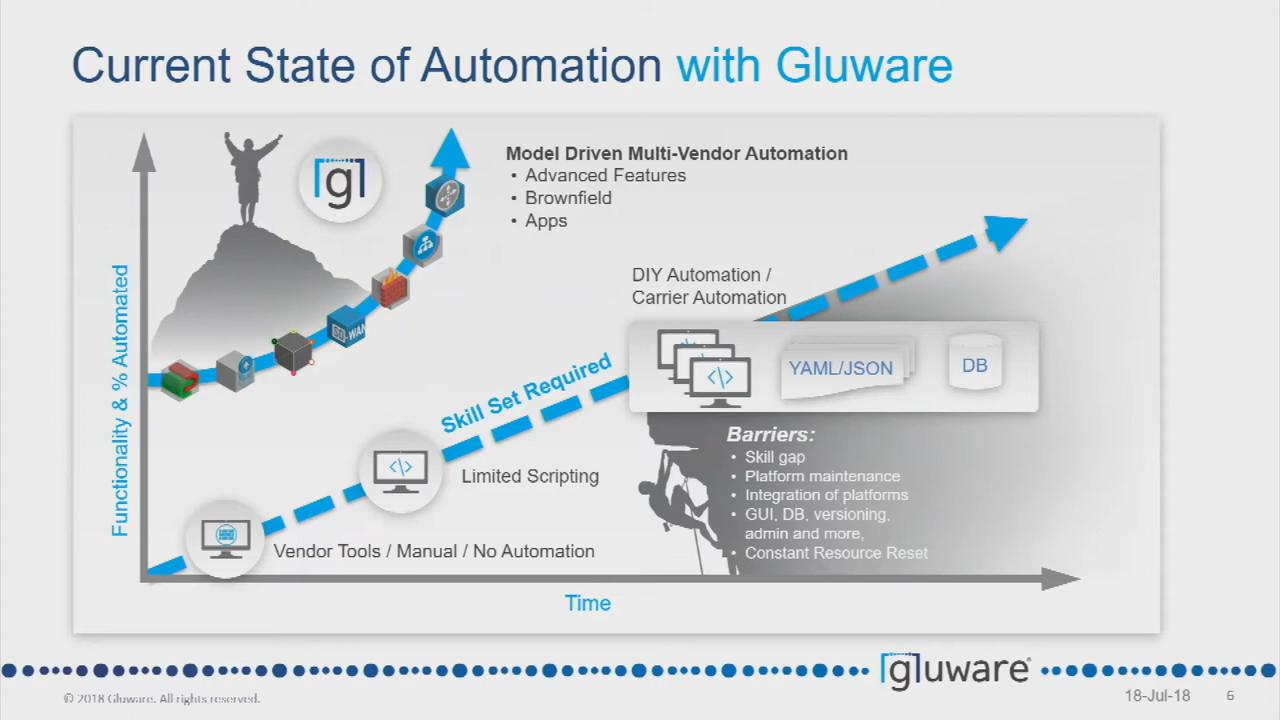 Current State of Automation with Gluware
[g]
Model Driven Multi-Vendor Automation
• Advanced Features
• Brownfield
• Apps
DIY Automation /
Carrier Automation
SD-WAN
YAML/JSON
DB
</>
Skill Set Required
Barriers:
• Skill gap
• Platform maintenance
• Integration of platforms
• GUI, DB, versioning,
admin and more,
• Constant Resource Reset
</>
Limited Scripting
Vendor Tools / Manual / No Automation
Functionality & % Automated
Time
[g]luware®
© 2018 Gluware. All rights reserved.
18-Jul-18
6